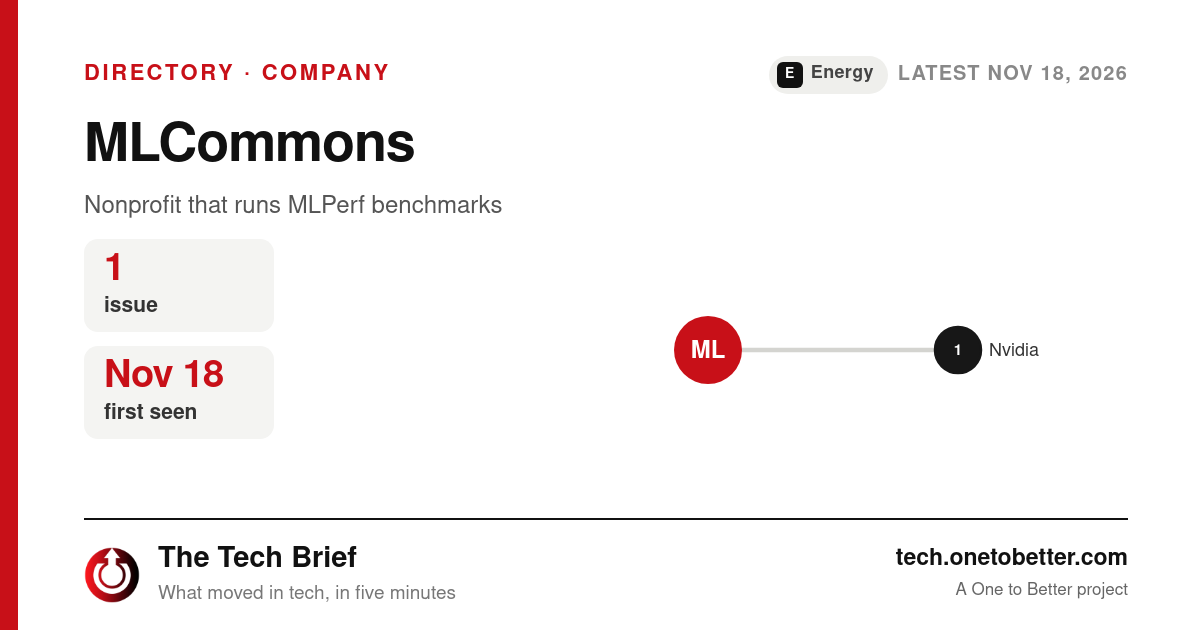 DIRECTORY · COMPANY
E Energy LATEST NOV 18, 2026
MLCommons
Nonprofit that runs MLPerf benchmarks
1
issue
Nov 18
first seen
ML
1
Nvidia
The Tech Brief
What moved in tech, in five minutes
tech.onetobetter.com
A One to Better project